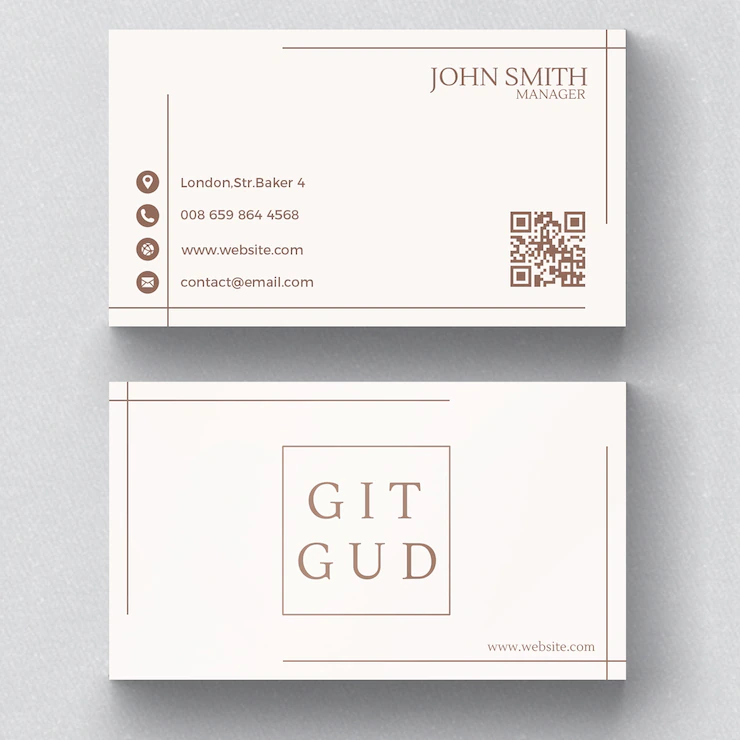 JOHN SMITH
MANAGER
London,Str.Baker 4
008 659 864 4568
www.website.com
contact@email.com
GIT
GUD
www.website.com